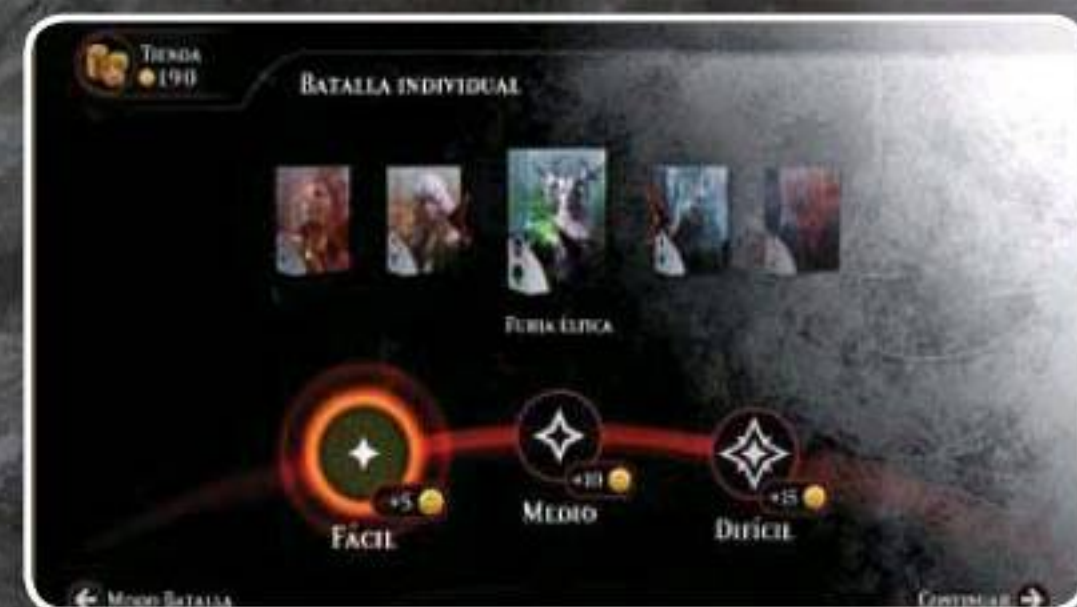 TIENDA
190
BATALLA INDIVIDUAL
FURIA ÉLFICA
+5
+10
+15
FÁCIL
MEDIO
DIFÍCIL
MODO BATALLA
CONTINUAR